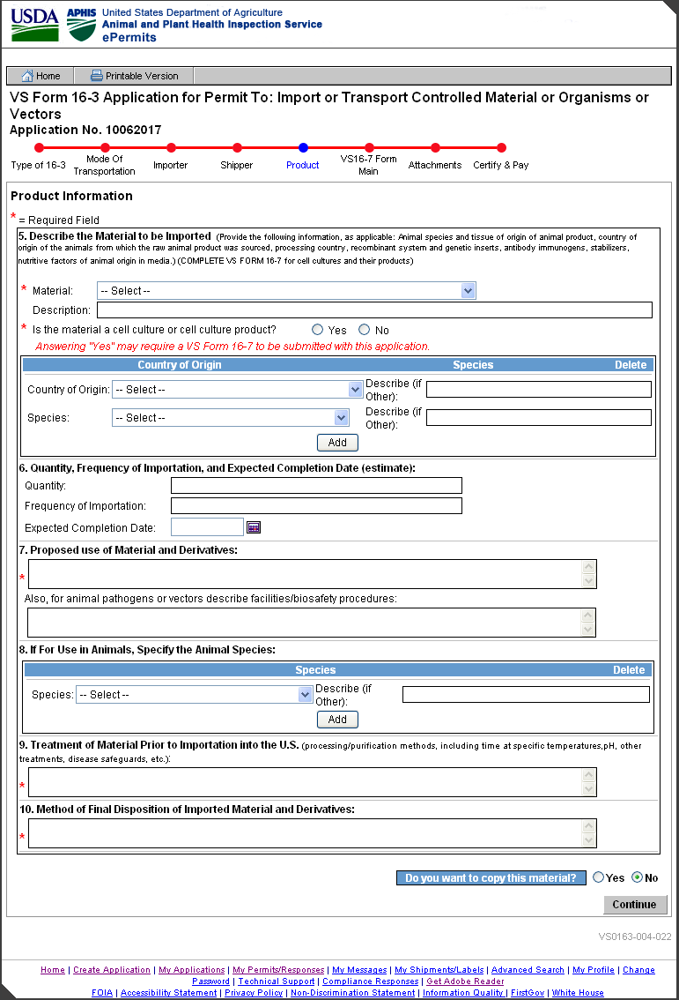 USDA APHIS United States Department of Agriculture
Animal and Plant Health Inspection Service
ePermits
Home Printable Version
VS Form 16-3 Application for Permit To: Import or Transport Controlled Material or Organisms or
Vectors
Application No. 10062017
Type of 16-3 Mode Of Transportation Importer Shipper Product VS16-7 Form Main Attachments Certify & Pay
Product Information
* = Required Field
5. Describe the Material to be Imported (Provide the following information, as applicable: Animal species and tissue of origin of animal product, country of
origin of the animals from which the raw animal product was sourced, processing country, recombinant system and genetic inserts, antibody immunogens, stabilizers,
nutritive factors of animal origin in media.) (COMPLETE VS FORM 16-7 for cell cultures and their products)
* Material: -- Select --
Description:
* Is the material a cell culture or cell culture product? Yes No
Answering "Yes" may require a VS Form 16-7 to be submitted with this application.
Country of Origin Species Delete
Country of Origin: -- Select -- Describe (if
Other):
Species: -- Select -- Describe (if
Other):
Add
6. Quantity, Frequency of Importation, and Expected Completion Date (estimate):
Quantity:
Frequency of Importation:
Expected Completion Date:
7. Proposed use of Material and Derivatives:
*
Also, for animal pathogens or vectors describe facilities/biosafety procedures:
8. If For Use in Animals, Specify the Animal Species:
Species Delete
Species: -- Select -- Describe (if
Other):
Add
9. Treatment of Material Prior to Importation into the U.S. (processing/purification methods, including time at specific temperatures,pH, other
treatments, disease safeguards, etc.):
*
10. Method of Final Disposition of Imported Material and Derivatives:
*
Do you want to copy this material? Yes No
Continue
VS0163-004-022
Home | Create Application | My Applications | My Permits/Responses | My Messages | My Shipments/Labels | Advanced Search | My Profile | Change
Password | Technical Support | Compliance Responses | Get Adobe Reader
FOIA | Accessibility Statement | Privacy Policy | Non-Discrimination Statement | Information Quality | FirstGov | White House